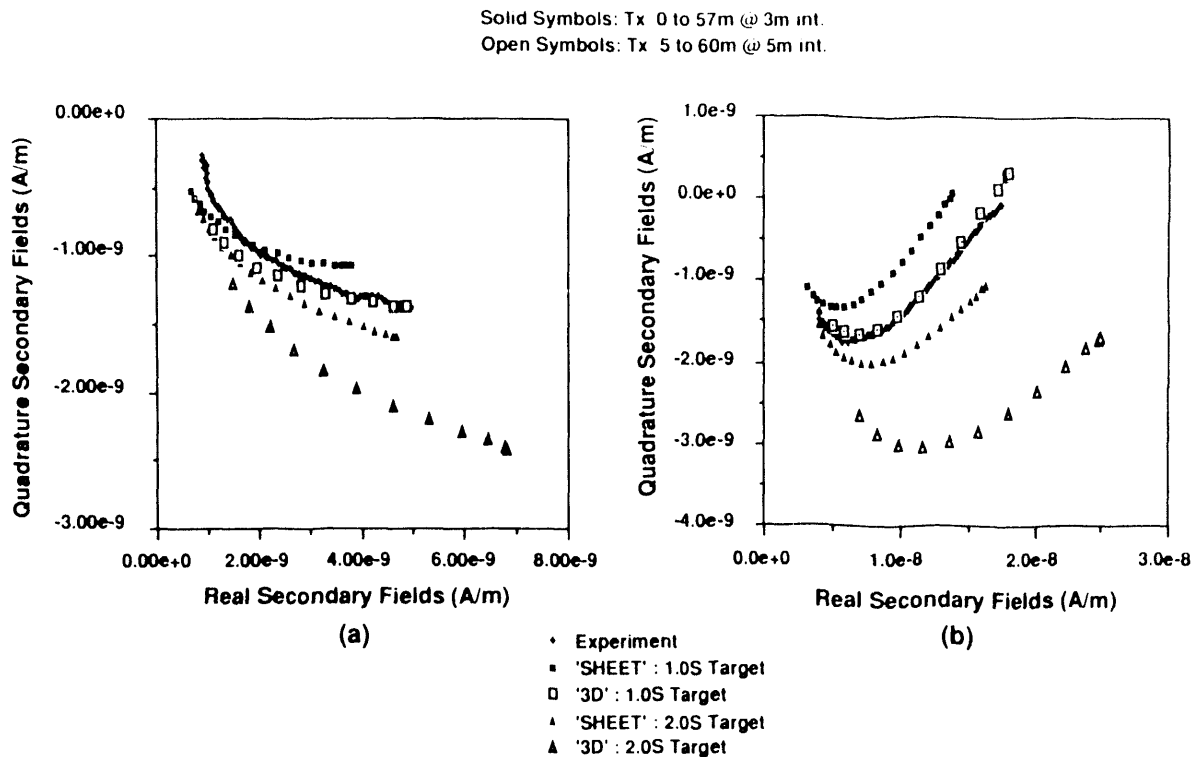 Solid Symbols: Tx 0 to 57m @ 3m int.
Open Symbols: Tx 5 to 60m @ 5m int.
Quadrature Secondary Fields (A/m)
0.00e+0
-1.00e-9
-2.00e-9
-3.00e-9
0.00e+0 2.00e-9 4.00e-9 6.00e-9 8.00e-9
Real Secondary Fields (A/m)
(a)
Quadrature Secondary Fields (A/m)
1.0e-9
0.0e+0
-1.0e-9
-2.0e-9
-3.0e-9
-4.0e-9
0.0e+0 1.0e-8 2.0e-8 3.0e-8
Real Secondary Fields (A/m)
(b)
Experiment
'SHEET' : 1.0S Target
'3D' : 1.0S Target
'SHEET' : 2.0S Target
'3D' : 2.0S Target